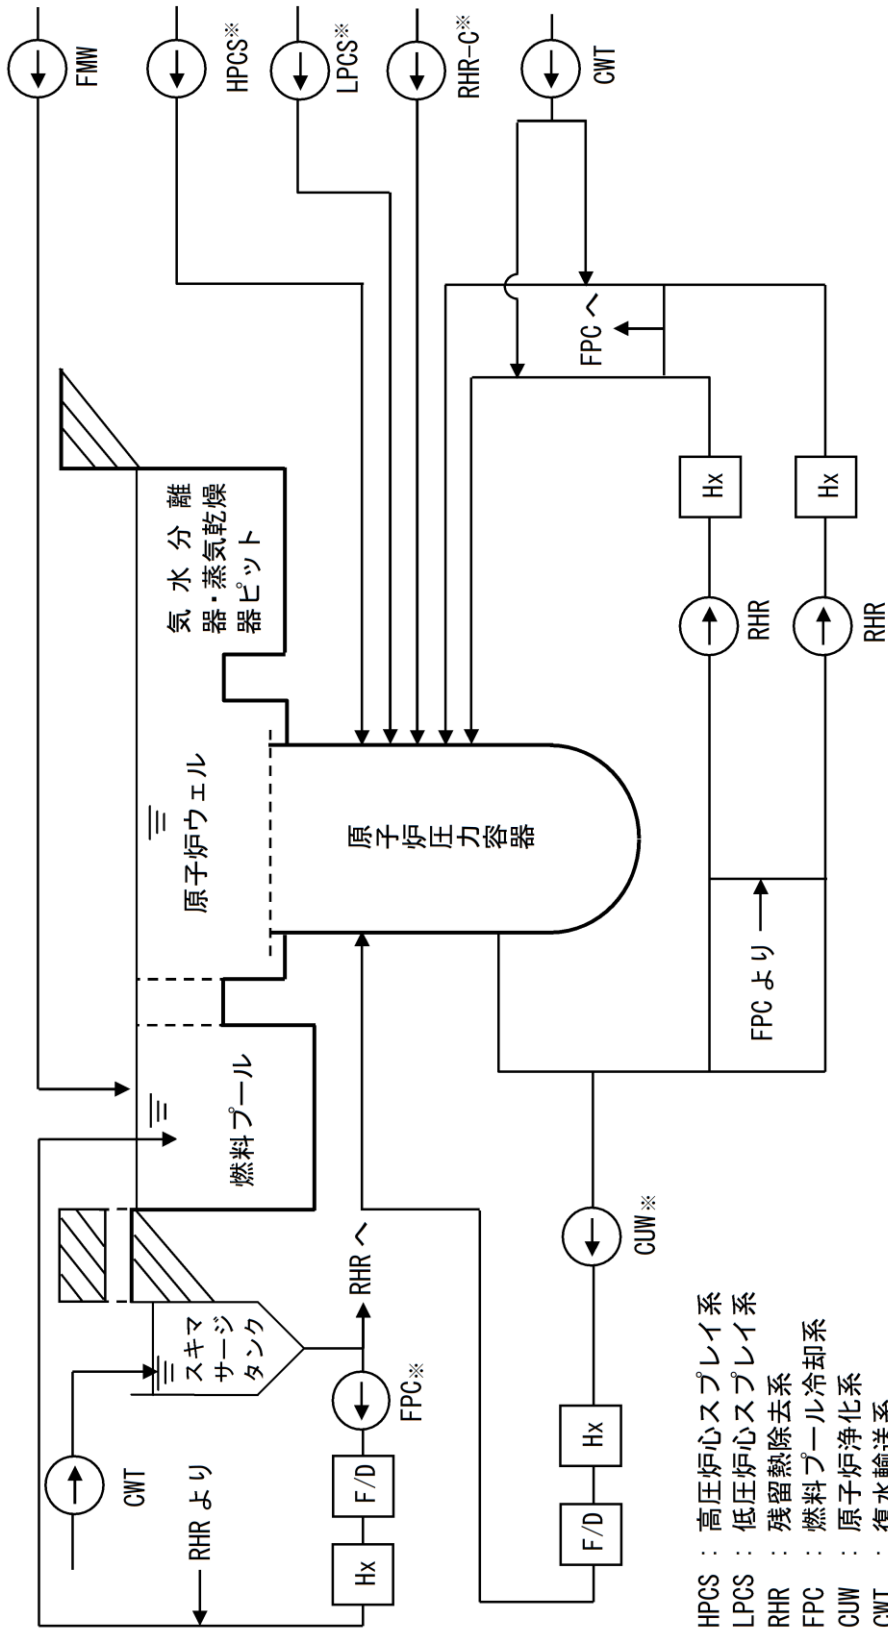 FMW
HPCS※
LPCS※
RHR-C※
CWT
気水分離
器・蒸気乾燥
器ピット
原子炉ウェル
燃料プール
スキマ
サージ
タンク
CWT
RHRより
RHRへ
FPC※
F/D
Hx
原子炉圧力容器
FPCへ
Hx
Hx
RHR
RHR
FPCより
CUW※
Hx
F/D
HPCS : 高圧炉心スプレイ系
LPCS : 低圧炉心スプレイ系
RHR : 残留熱除去系
FPC : 燃料プール冷却系
CUW : 原子炉浄化系
CWT : 復水輸送系